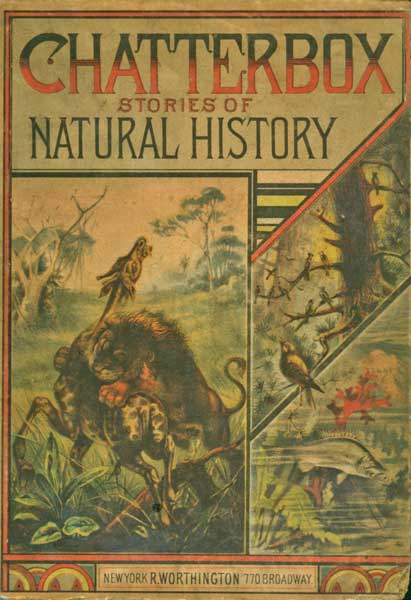 CHATTERBOX
STORIES OF
NATURAL HISTORY
NEW YORK R. WORTHINGTON 770 BROADWAY.